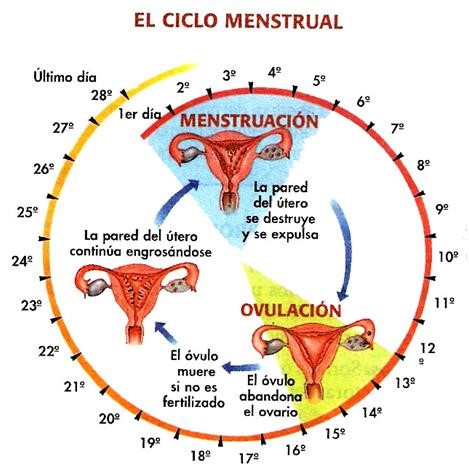 EL CICLO MENSTRUAL
Último día
1er día
2º
3º
4º
5º
6º
7º
8º
9º
10º
11º
12
º
13º
14º
15º
16º
17º
18º
19º
20º
21º
22º
23º
24º
25º
26º
27º
28º
MENSTRUACIÓN
La pared
del útero
se destruye
y se expulsa
OVULACIÓN
El óvulo
abandona
el ovario
El óvulo
muere
si no es
fertilizado
La pared del útero
continúa engrosándose